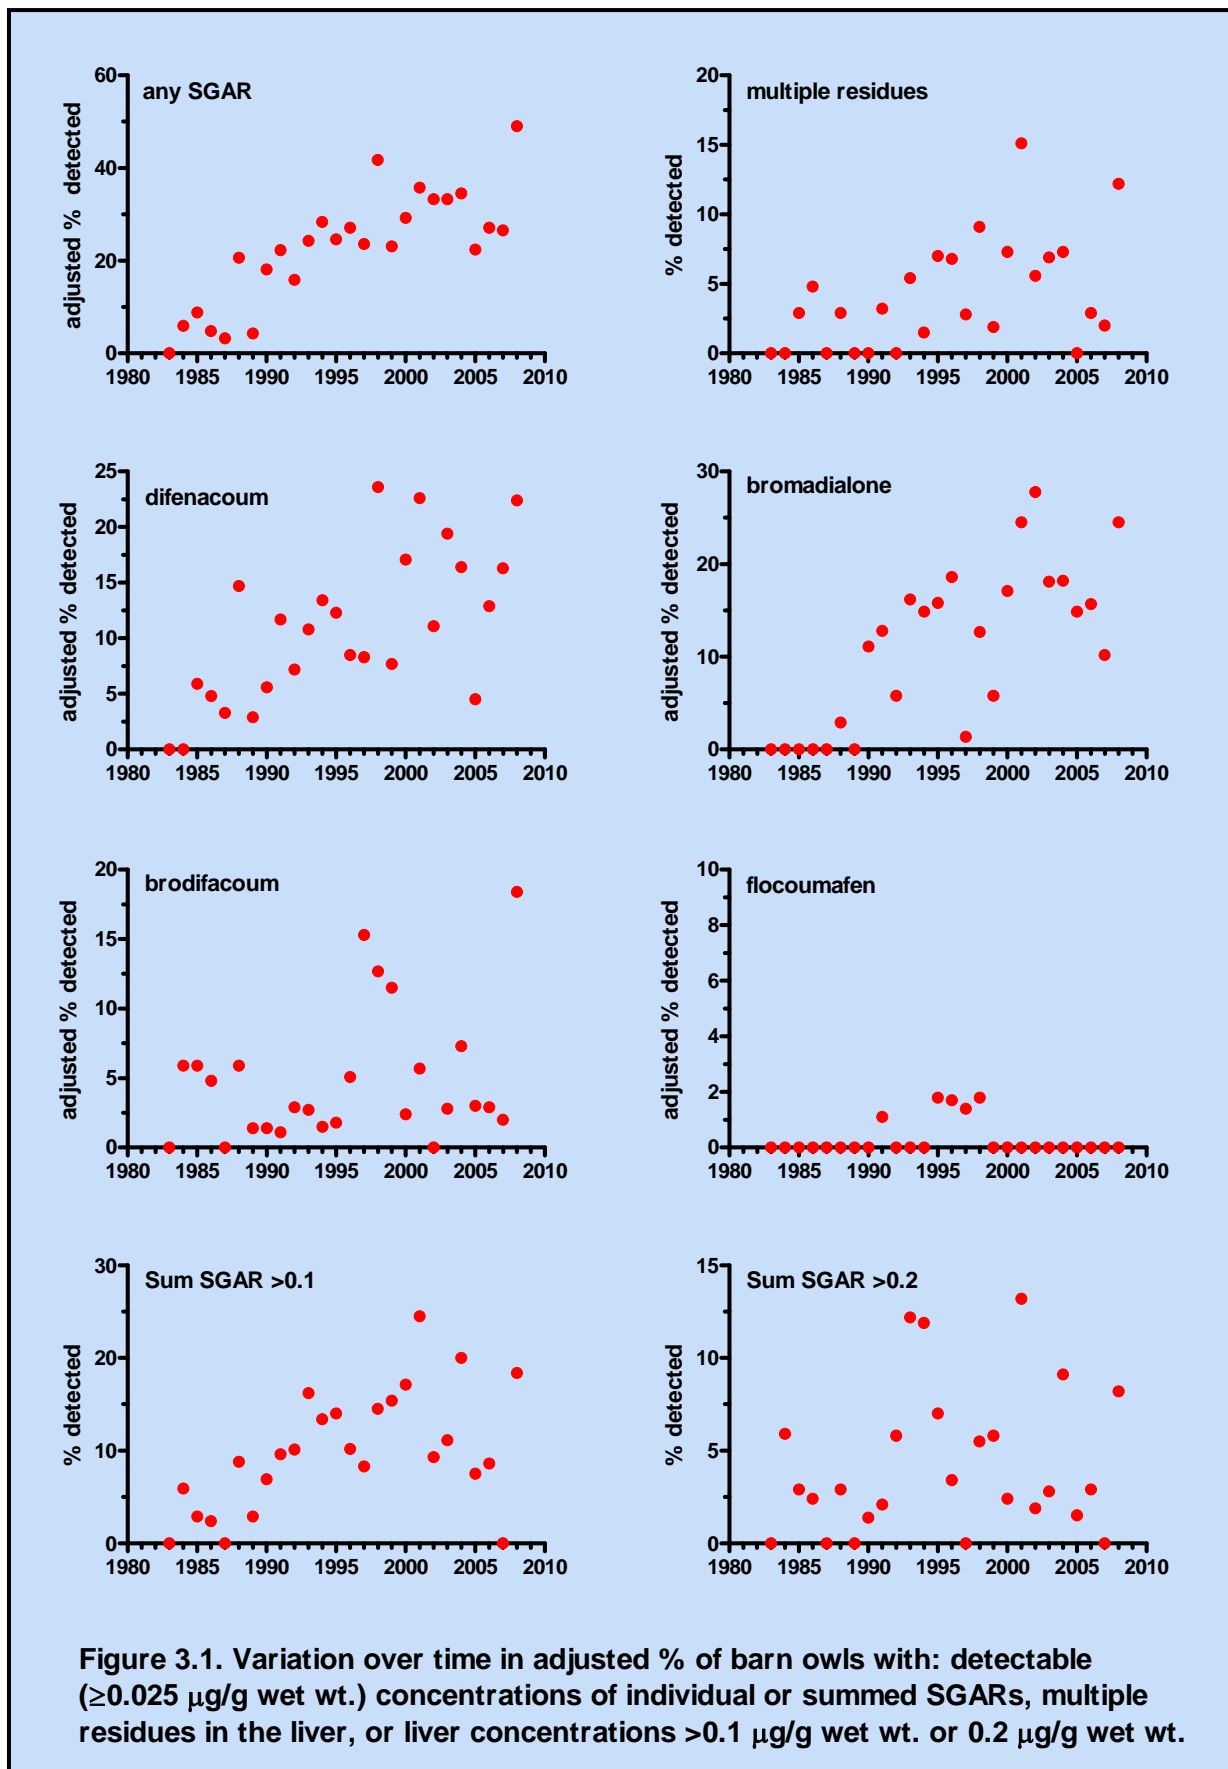 any SGAR
adjusted % detected
60
40
20
0
1980 1985 1990 1995 2000 2005 2010
multiple residues
% detected
20
15
10
5
0
1980 1985 1990 1995 2000 2005 2010
difenacoum
adjusted % detected
25
20
15
10
5
0
1980 1985 1990 1995 2000 2005 2010
bromadialone
adjusted % detected
30
20
10
0
1980 1985 1990 1995 2000 2005 2010
brodifacoum
adjusted % detected
20
15
10
5
0
1980 1985 1990 1995 2000 2005 2010
flocoumafen
adjusted % detected
10
8
6
4
2
0
1980 1985 1990 1995 2000 2005 2010
Sum SGAR >0.1
% detected
30
20
10
0
1980 1985 1990 1995 2000 2005 2010
Sum SGAR >0.2
% detected
15
10
5
0
1980 1985 1990 1995 2000 2005 2010
Figure 3.1. Variation over time in adjusted % of barn owls with: detectable
(≥0.025 µg/g wet wt.) concentrations of individual or summed SGARs, multiple
residues in the liver, or liver concentrations >0.1 µg/g wet wt. or 0.2 µg/g wet wt.